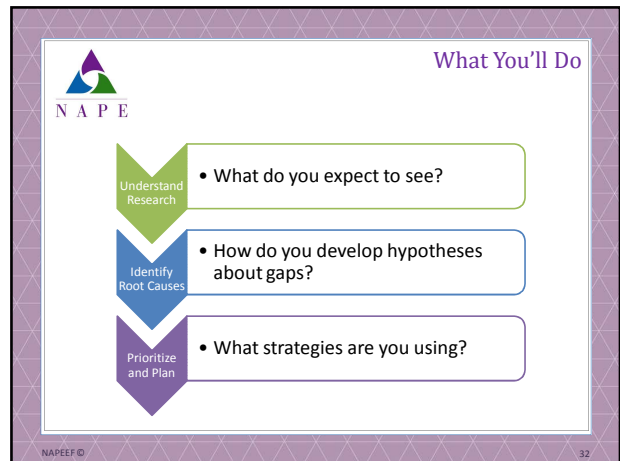 What You'll Do
N A P E
Understand
Research
• What do you expect to see?
Identify
Root Causes
• How do you develop hypotheses
about gaps?
Prioritize
and Plan
• What strategies are you using?
NAPEEF ©
32